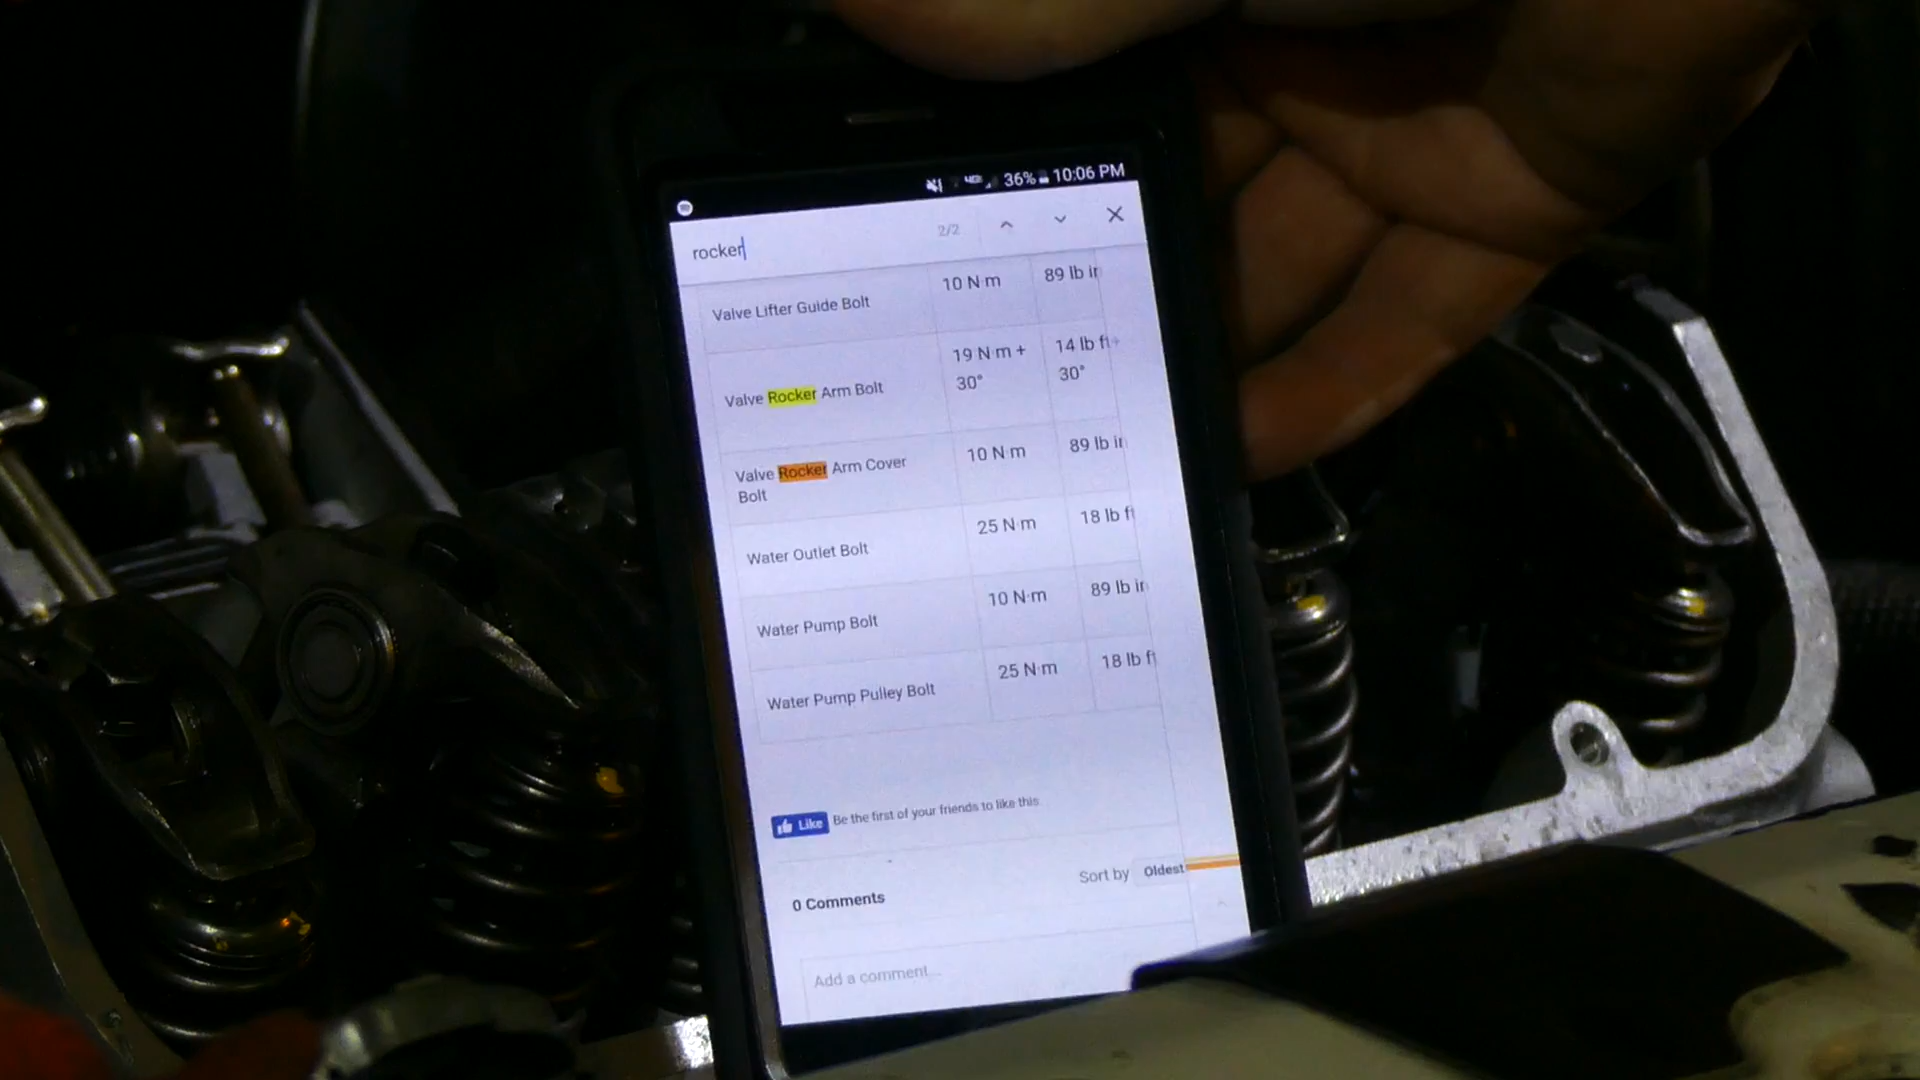 36% 10:06 PM
rocker 2/2
Valve Lifter Guide Bolt 10 N·m 89 lb in
Valve Rocker Arm Bolt 19 N·m + 30° 14 lb ft+ 30°
Valve Rocker Arm Cover Bolt 10 N·m 89 lb in
Water Outlet Bolt 25 N·m 18 lb ft
Water Pump Bolt 10 N·m 89 lb in
Water Pump Pulley Bolt 25 N·m 18 lb ft
Like Be the first of your friends to like this
0 Comments Sort by Oldest
Add a comment...